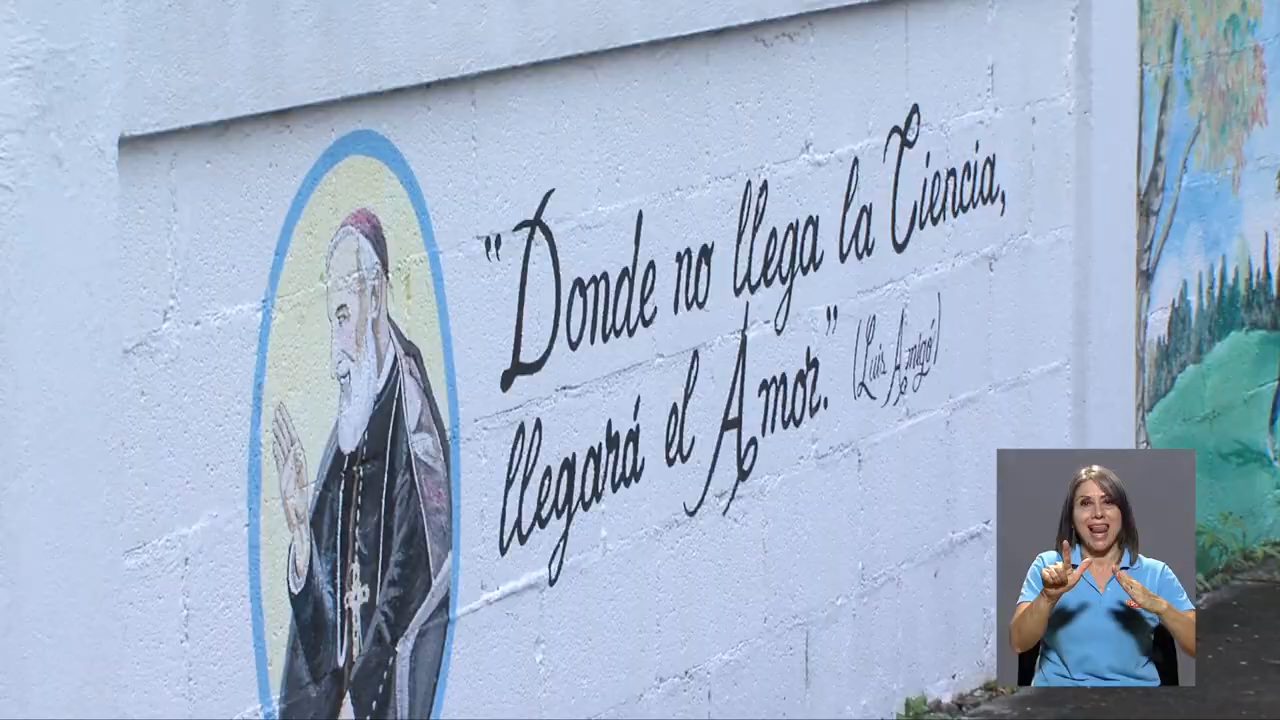 "Donde no llega la Ciencia,
llegará el Amor."
(Luis Amigó)